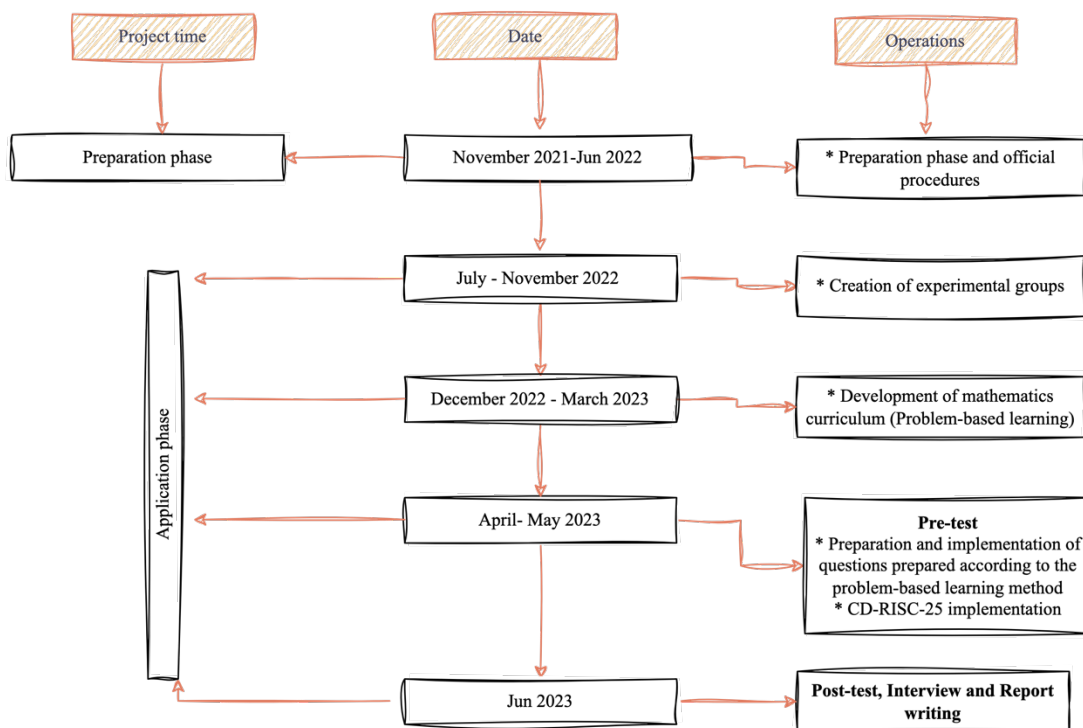 Project time
Date
Operations
Preparation phase
November 2021-Jun 2022
* Preparation phase and official
procedures
Application phase
July - November 2022
* Creation of experimental groups
December 2022 - March 2023
* Development of mathematics
curriculum (Problem-based learning)
April- May 2023
Pre-test
* Preparation and implementation of
questions prepared according to the
problem-based learning method
* CD-RISC-25 implementation
Jun 2023
Post-test, Interview and Report
writing